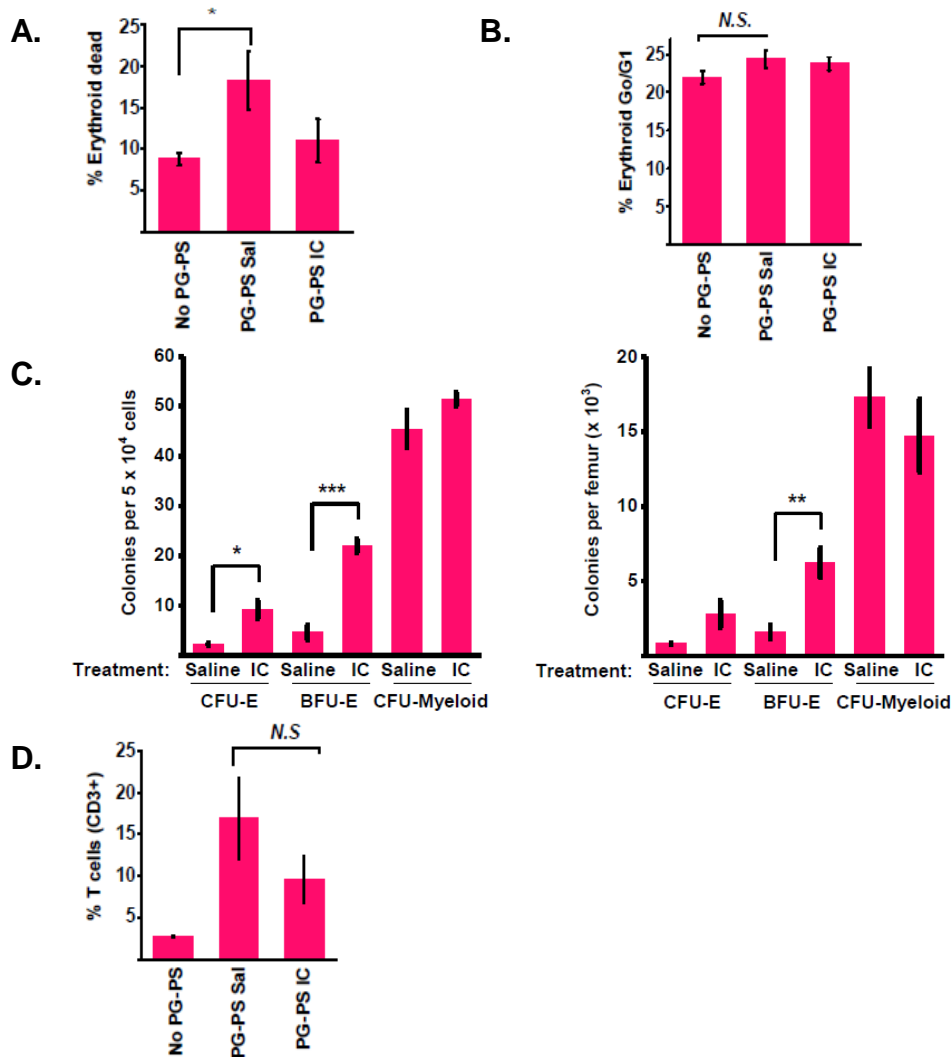 A.
*
% Erythroid dead
25
20
15
10
5
No PG-PS
PG-PS Sal
PG-PS IC
B.
N.S.
% Erythroid Go/G1
25
20
15
10
5
No PG-PS
PG-PS Sal
PG-PS IC
C.
Colonies per 5 x 10⁴ cells
60
50
40
30
20
10
*
***
Treatment: Saline IC Saline IC Saline IC
CFU-E BFU-E CFU-Myeloid
Colonies per femur (x 10³)
20
15
10
5
**
Treatment: Saline IC Saline IC Saline IC
CFU-E BFU-E CFU-Myeloid
D.
N.S
% T cells (CD3+)
25
20
15
10
5
No PG-PS
PG-PS Sal
PG-PS IC